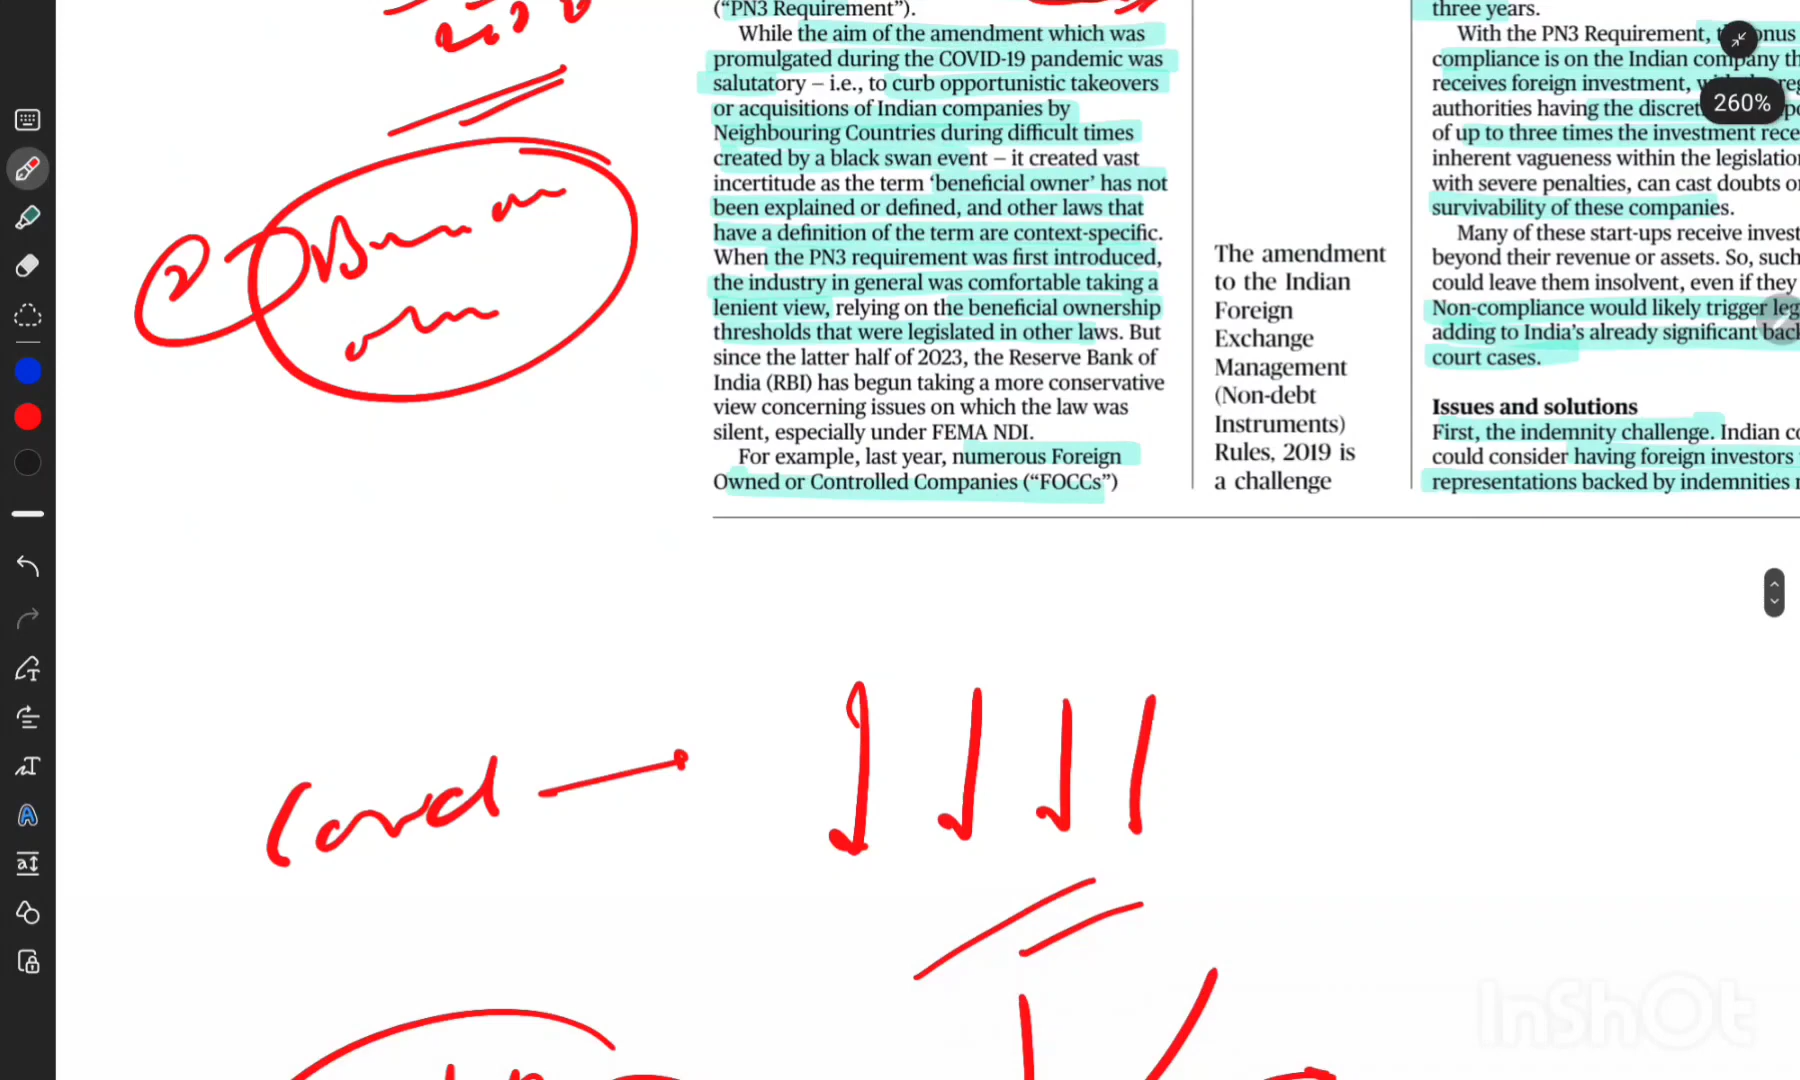 ("PN3 Requirement").
While the aim of the amendment which was
promulgated during the COVID-19 pandemic was
salutatory – i.e., to curb opportunistic takeovers
or acquisitions of Indian companies by
Neighbouring Countries during difficult times
created by a black swan event – it created vast
incertitude as the term ‘beneficial owner’ has not
been explained or defined, and other laws that
have a definition of the term are context-specific.
When the PN3 requirement was first introduced,
the industry in general was comfortable taking a
lenient view, relying on the beneficial ownership
thresholds that were legislated in other laws. But
since the latter half of 2023, the Reserve Bank of
India (RBI) has begun taking a more conservative
view concerning issues on which the law was
silent, especially under FEMA NDI.
For example, last year, numerous Foreign
Owned or Controlled Companies ("FOCCs")
The amendment
to the Indian
Foreign
Exchange
Management
(Non-debt
Instruments)
Rules, 2019 is
a challenge
three years.
With the PN3 Requirement,
compliance is on the Indian company
receives foreign investment,
authorities having the
of up to three times the investment
inherent vagueness within the
with severe penalties, can cast doubts
survivability of these companies.
Many of these start-ups receive
beyond their revenue or assets. So, such
could leave them insolvent, even if they
Non-compliance would likely trigger
adding to India’s already significant
court cases.
Issues and solutions
First, the indemnity challenge. Indian
could consider having foreign investors
representations backed by indemnities
260%
2
InShOt